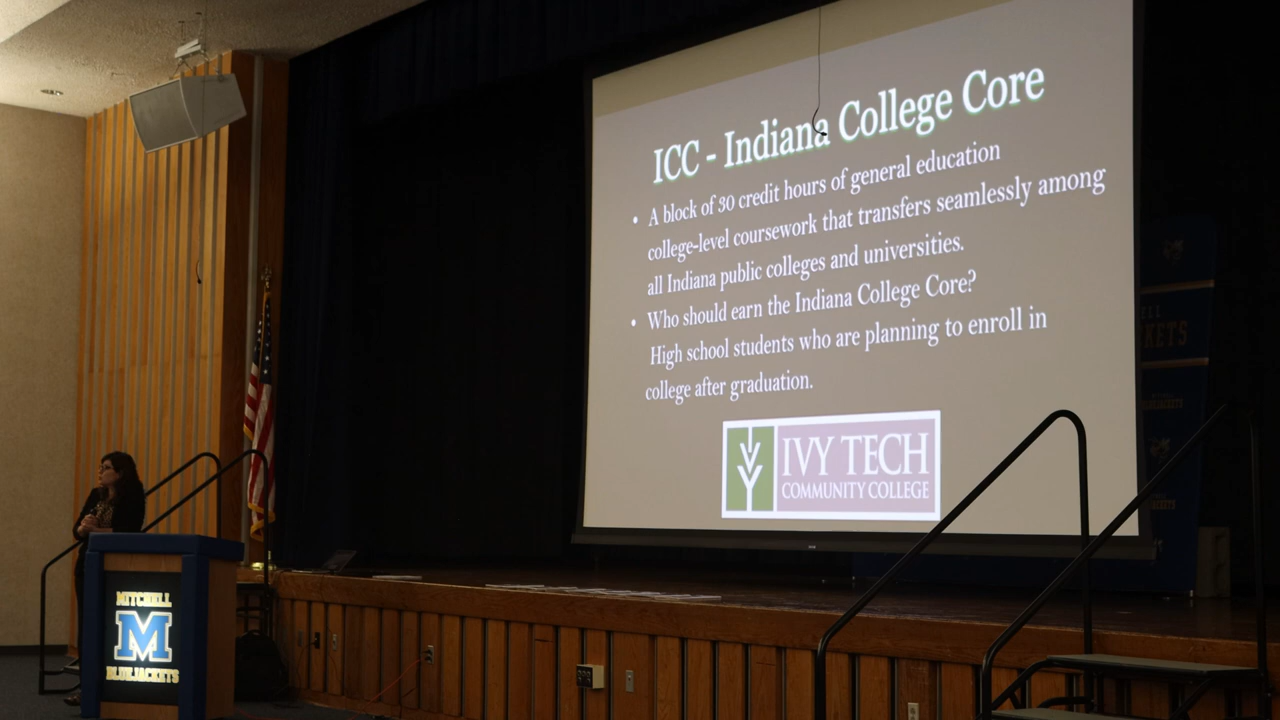 ICC - Indiana College Core
• A block of 30 credit hours of general education
college-level coursework that transfers seamlessly among
all Indiana public colleges and universities.
• Who should earn the Indiana College Core?
High school students who are planning to enroll in
college after graduation.
IVY TECH
COMMUNITY COLLEGE
MITCHELL
M
BLUEJACKETS